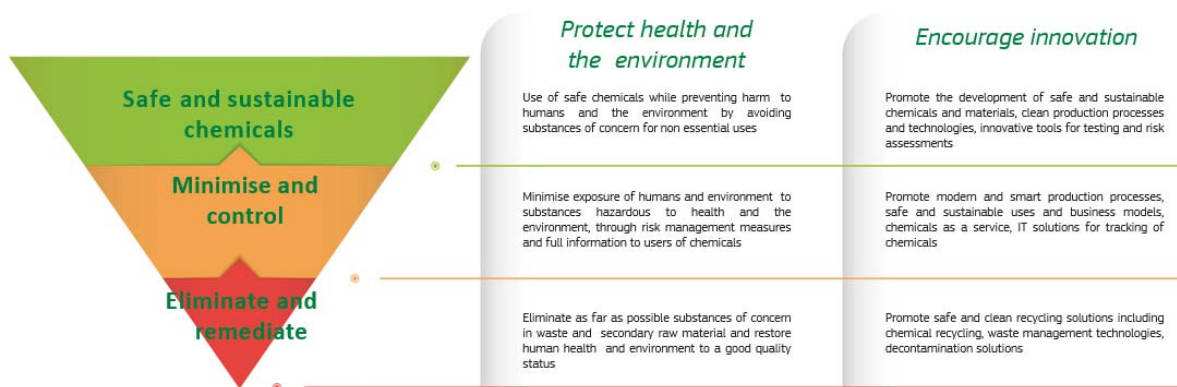 Safe and sustainable
chemicals
Minimise and
control
Eliminate and
remediate
Protect health and
the environment
Use of safe chemicals while preventing harm to
humans and the environment by avoiding
substances of concern for non essential uses
Minimise exposure of humans and environment to
substances hazardous to health and the
environment, through risk management measures
and full information to users of chemicals
Eliminate as far as possible substances of concern
in waste and secondary raw material and restore
human health and environment to a good quality
status
Encourage innovation
Promote the development of safe and sustainable
chemicals and materials, clean production processes
and technologies, innovative tools for testing and risk
assessments
Promote modern and smart production processes,
safe and sustainable uses and business models,
chemicals as a service, IT solutions for tracking of
chemicals
Promote safe and clean recycling solutions including
chemical recycling, waste management technologies,
decontamination solutions